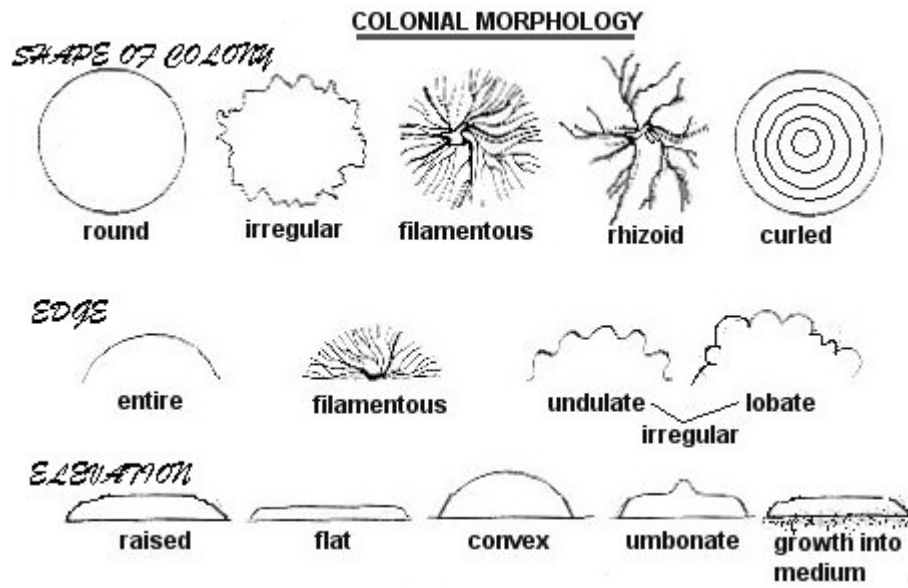 COLONIAL MORPHOLOGY
SHAPE OF COLONY
round irregular filamentous rhizoid curled
EDGE
entire filamentous undulate lobate
irregular
ELEVATION
raised flat convex umbonate growth into
medium